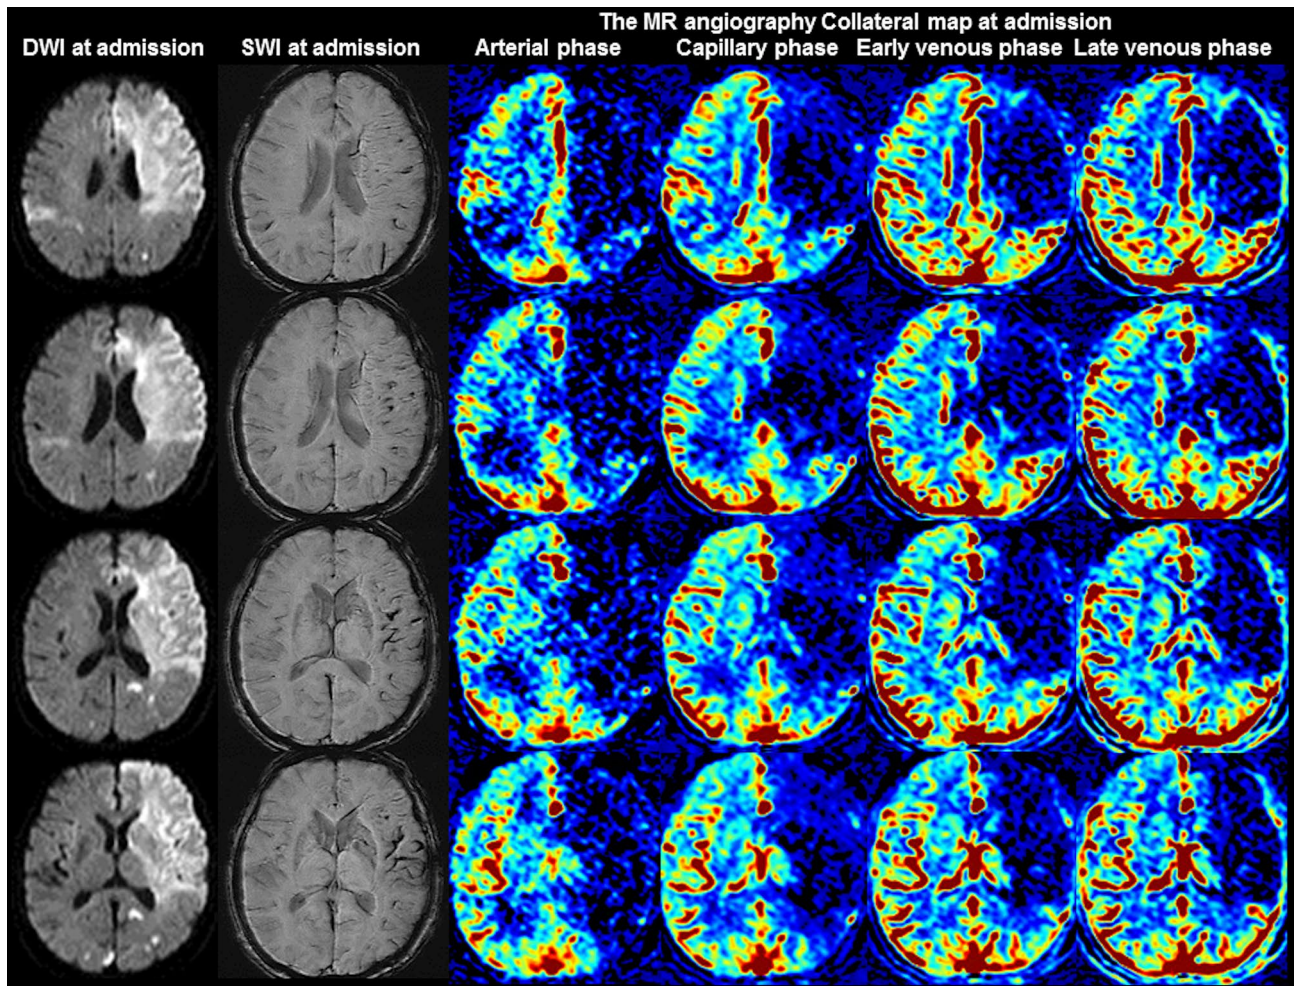 The MR angiography Collateral map at admission
DWI at admission SWI at admission Arterial phase Capillary phase Early venous phase Late venous phase